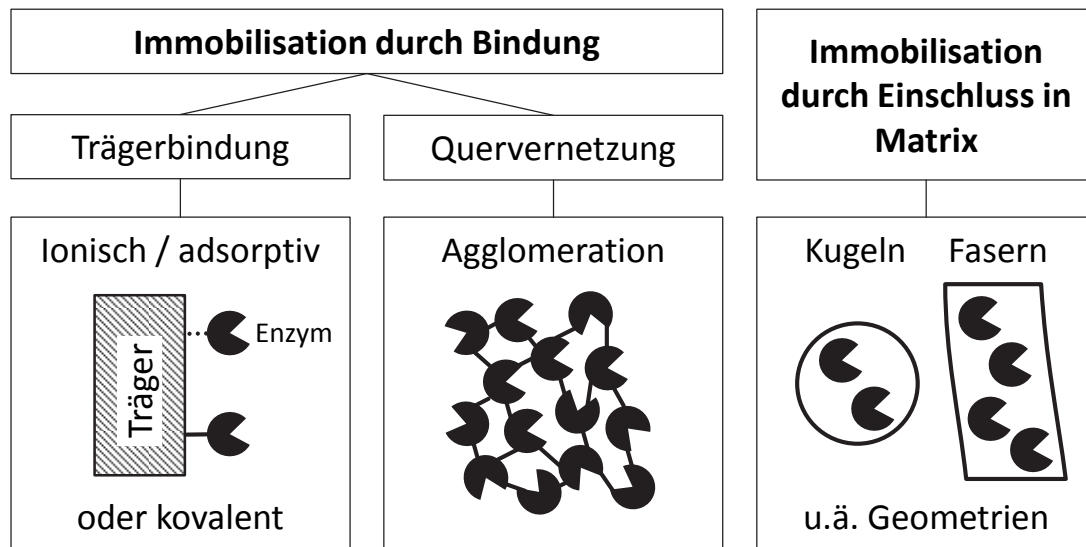 Immobilisation durch Bindung
Trägerbindung
Quervernetzung
Immobilisation
durch Einschluss in
Matrix
Ionisch / adsorptiv
Träger
Enzym
oder kovalent
Agglomeration
Kugeln Fasern
u.ä. Geometrien